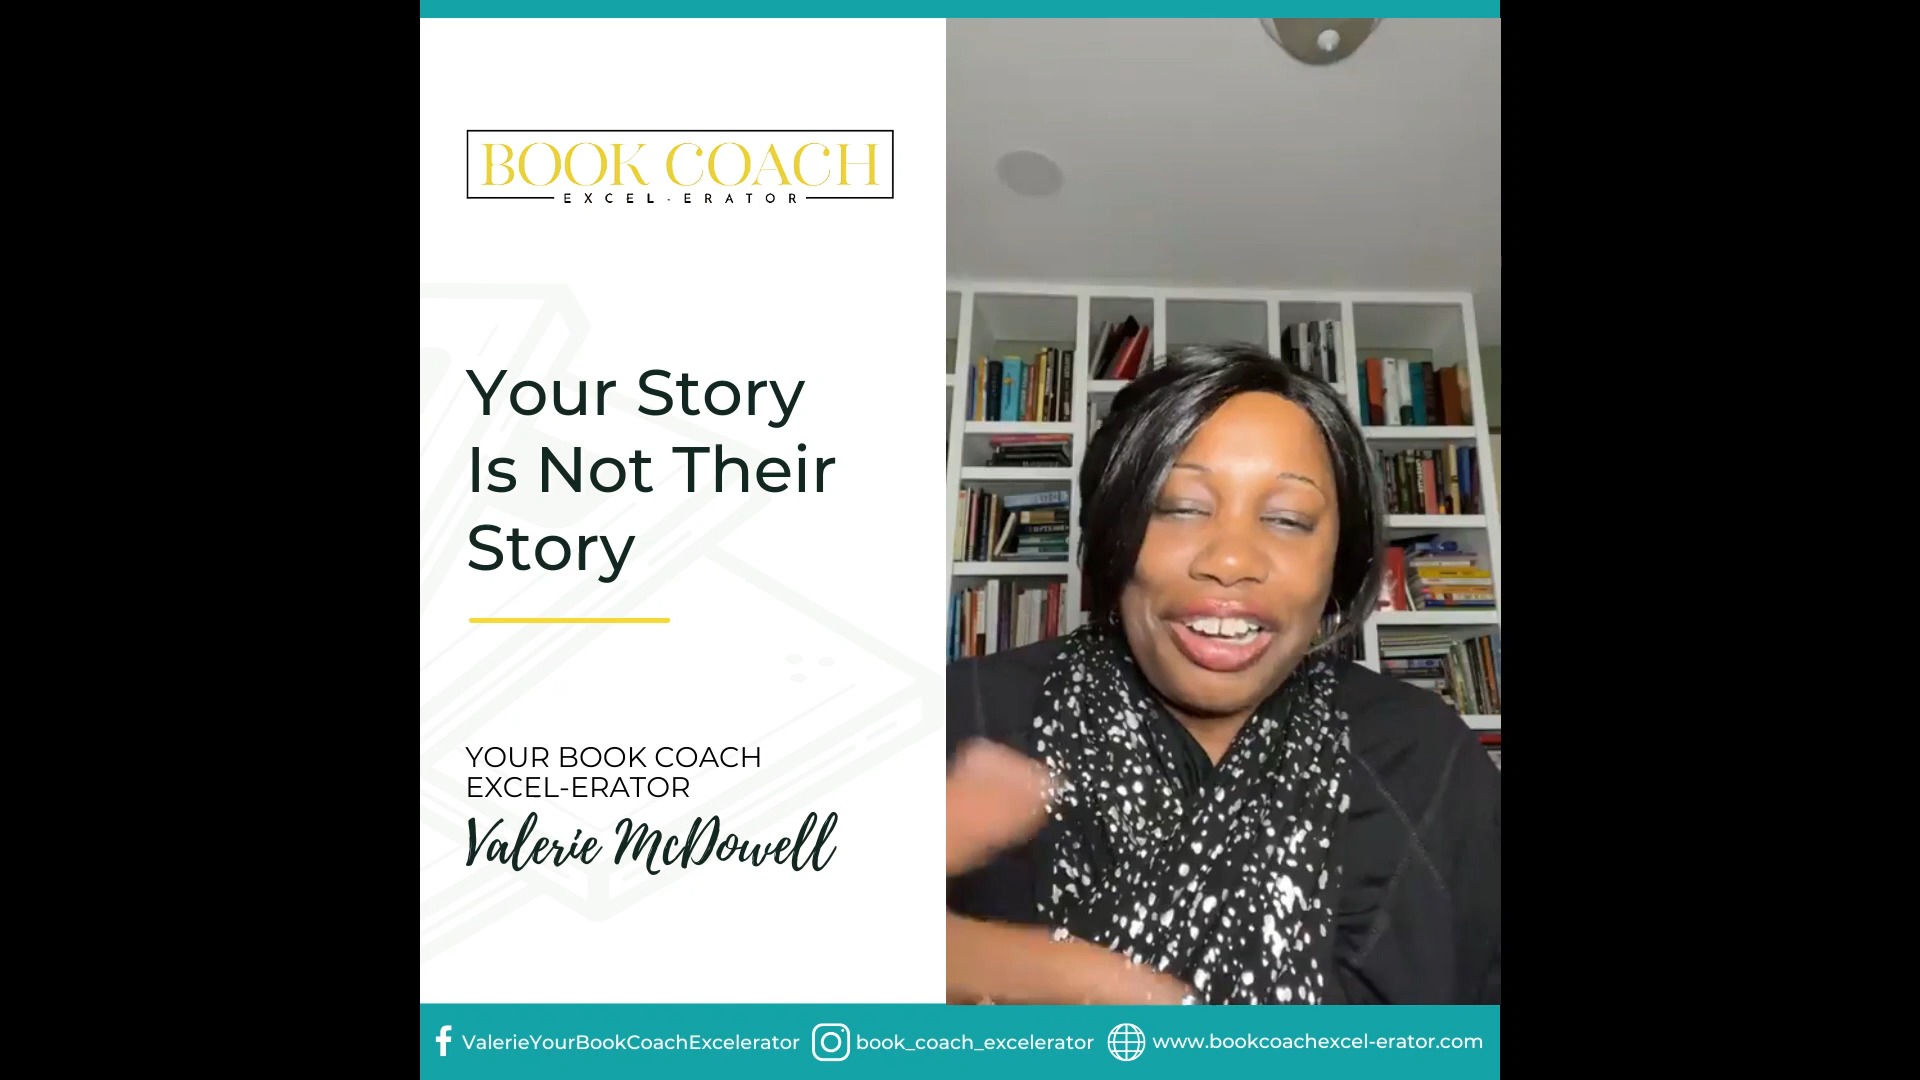 BOOK COACH
EXCEL-ERATOR
Your Story
Is Not Their
Story
YOUR BOOK COACH
EXCEL-ERATOR
Valerie McDowell
ValerieYourBookCoachExcelerator
book_coach_excelerator
www.bookcoachexcel-erator.com